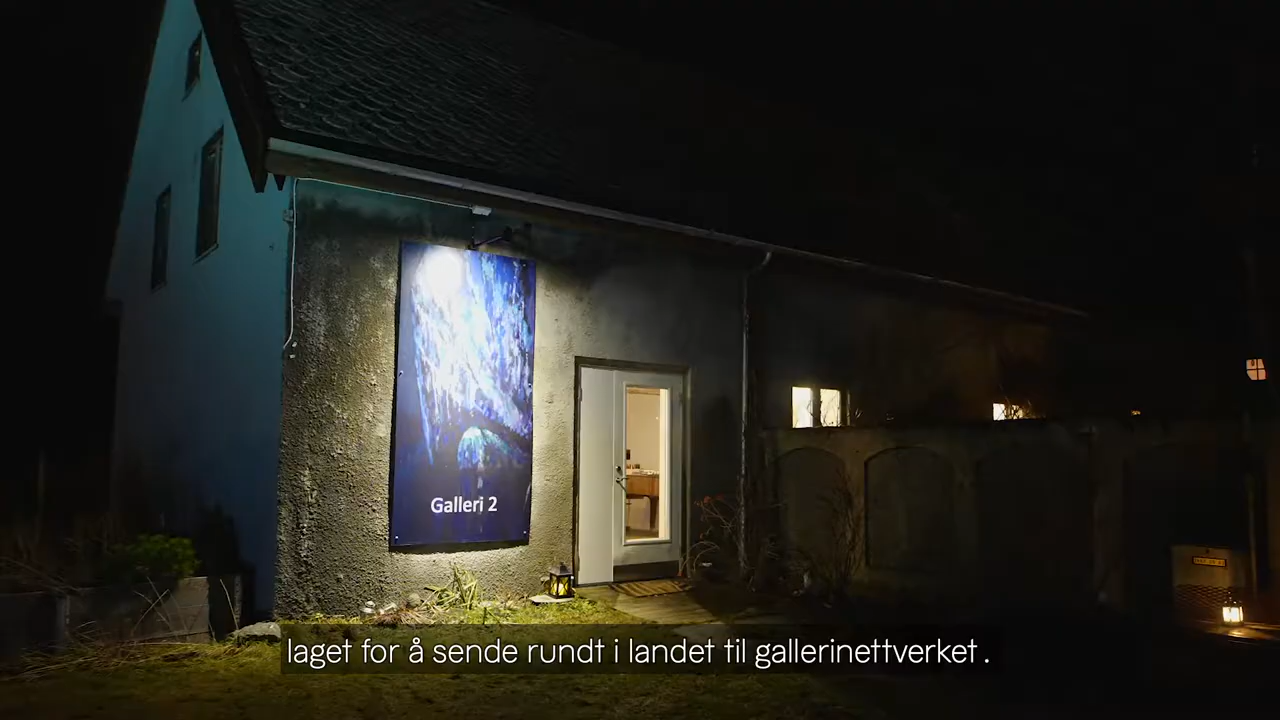 Galleri 2
laget for å sende rundt i landet til gallerinettverket .